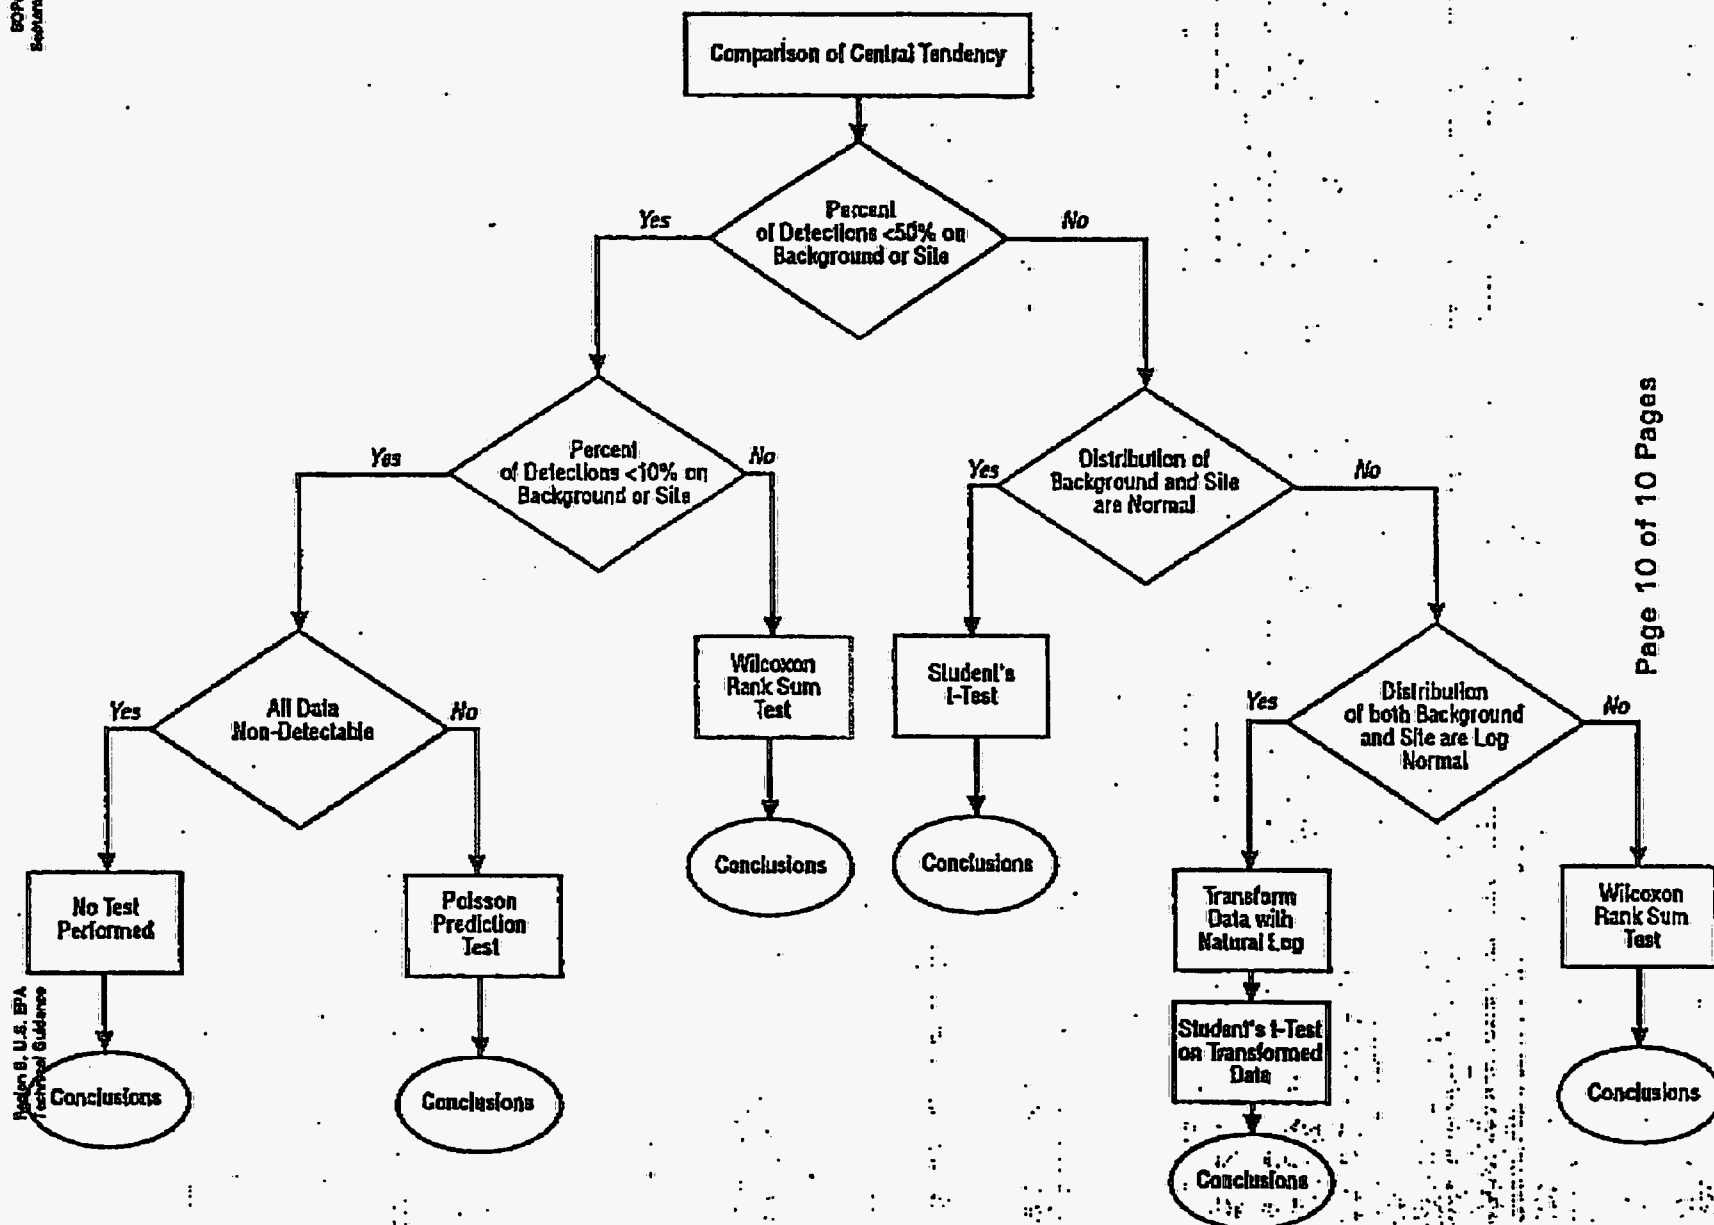 Comparison of Central Tendency
Percent
of Detections <50% on
Background or Site
Yes
No
Percent
of Detections <10% on
Background or Site
Yes
No
Distribution of
Background and Site
are Normal
Yes
No
All Data
Non-Detectable
Yes
No
Wilcoxon
Rank Sum
Test
Student's
t-Test
Distribution
of both Background
and Site are Log
Normal
Yes
No
Conclusions
Conclusions
No Test
Performed
Poisson
Prediction
Test
Transform
Data with
Natural Log
Wilcoxon
Rank Sum
Test
Student's t-Test
on Transformed
Data
Conclusions
Conclusions
Conclusions
Conclusions
Page 10 of 10 Pages
Region 8, U.S. EPA
Technical Guidance